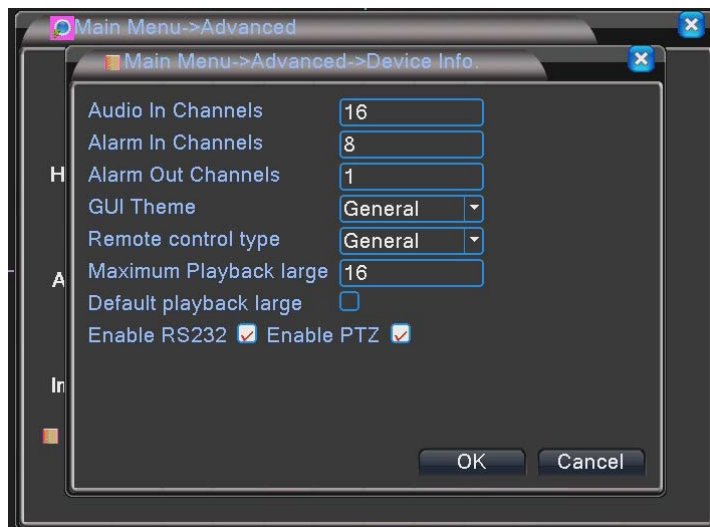 Main Menu->Advanced
Main Menu->Advanced->Device Info.
Audio In Channels 16
Alarm In Channels 8
H Alarm Out Channels 1
GUI Theme General
Remote control type General
A Maximum Playback large 16
Default playback large
Enable RS232 Enable PTZ
In
OK Cancel